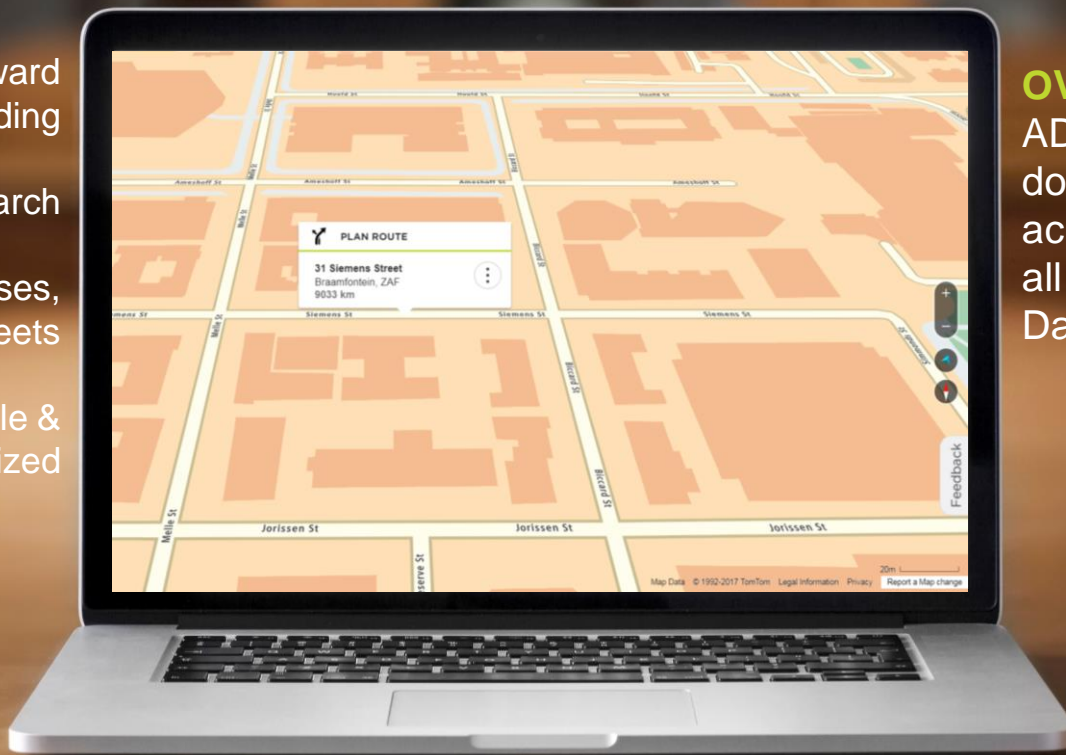 ward
ding
arch
ses,
eets
le &
ized
OV
AD
do
ac
all
Da
Ameshoff St
Ameshoff St
Ameshoff St
Melle St
Biccard St
PLAN ROUTE
31 Siemens Street
Braamfontein, ZAF
9033 km
Siemens St
Siemens St
Siemens St
Melle St
Biccard St
Biccard St
Melle St
Jorissen St
Jorissen St
Jorissen St
serve St
+
−
Feedback
20m
Map Data © 1992-2017 TomTom Legal Information Privacy Report a Map change